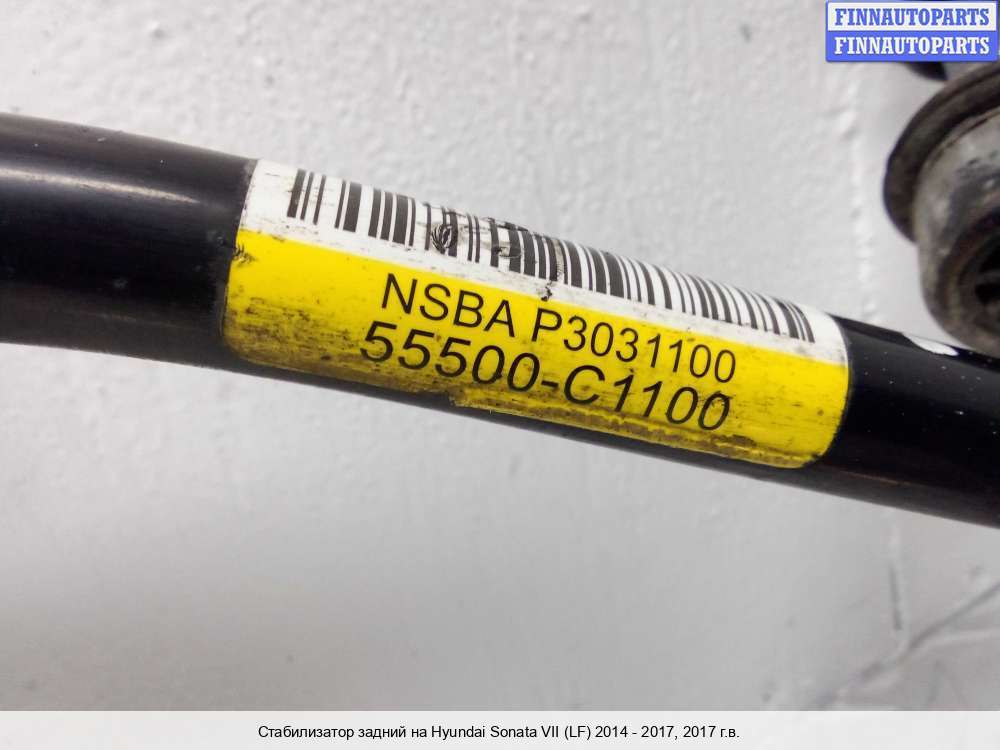 FINNAUTOPARTS
FINNAUTOPARTS
NSBA P3031100
55500-C1100
Стабилизатор задний на Hyundai Sonata VII (LF) 2014 - 2017, 2017 г.в.